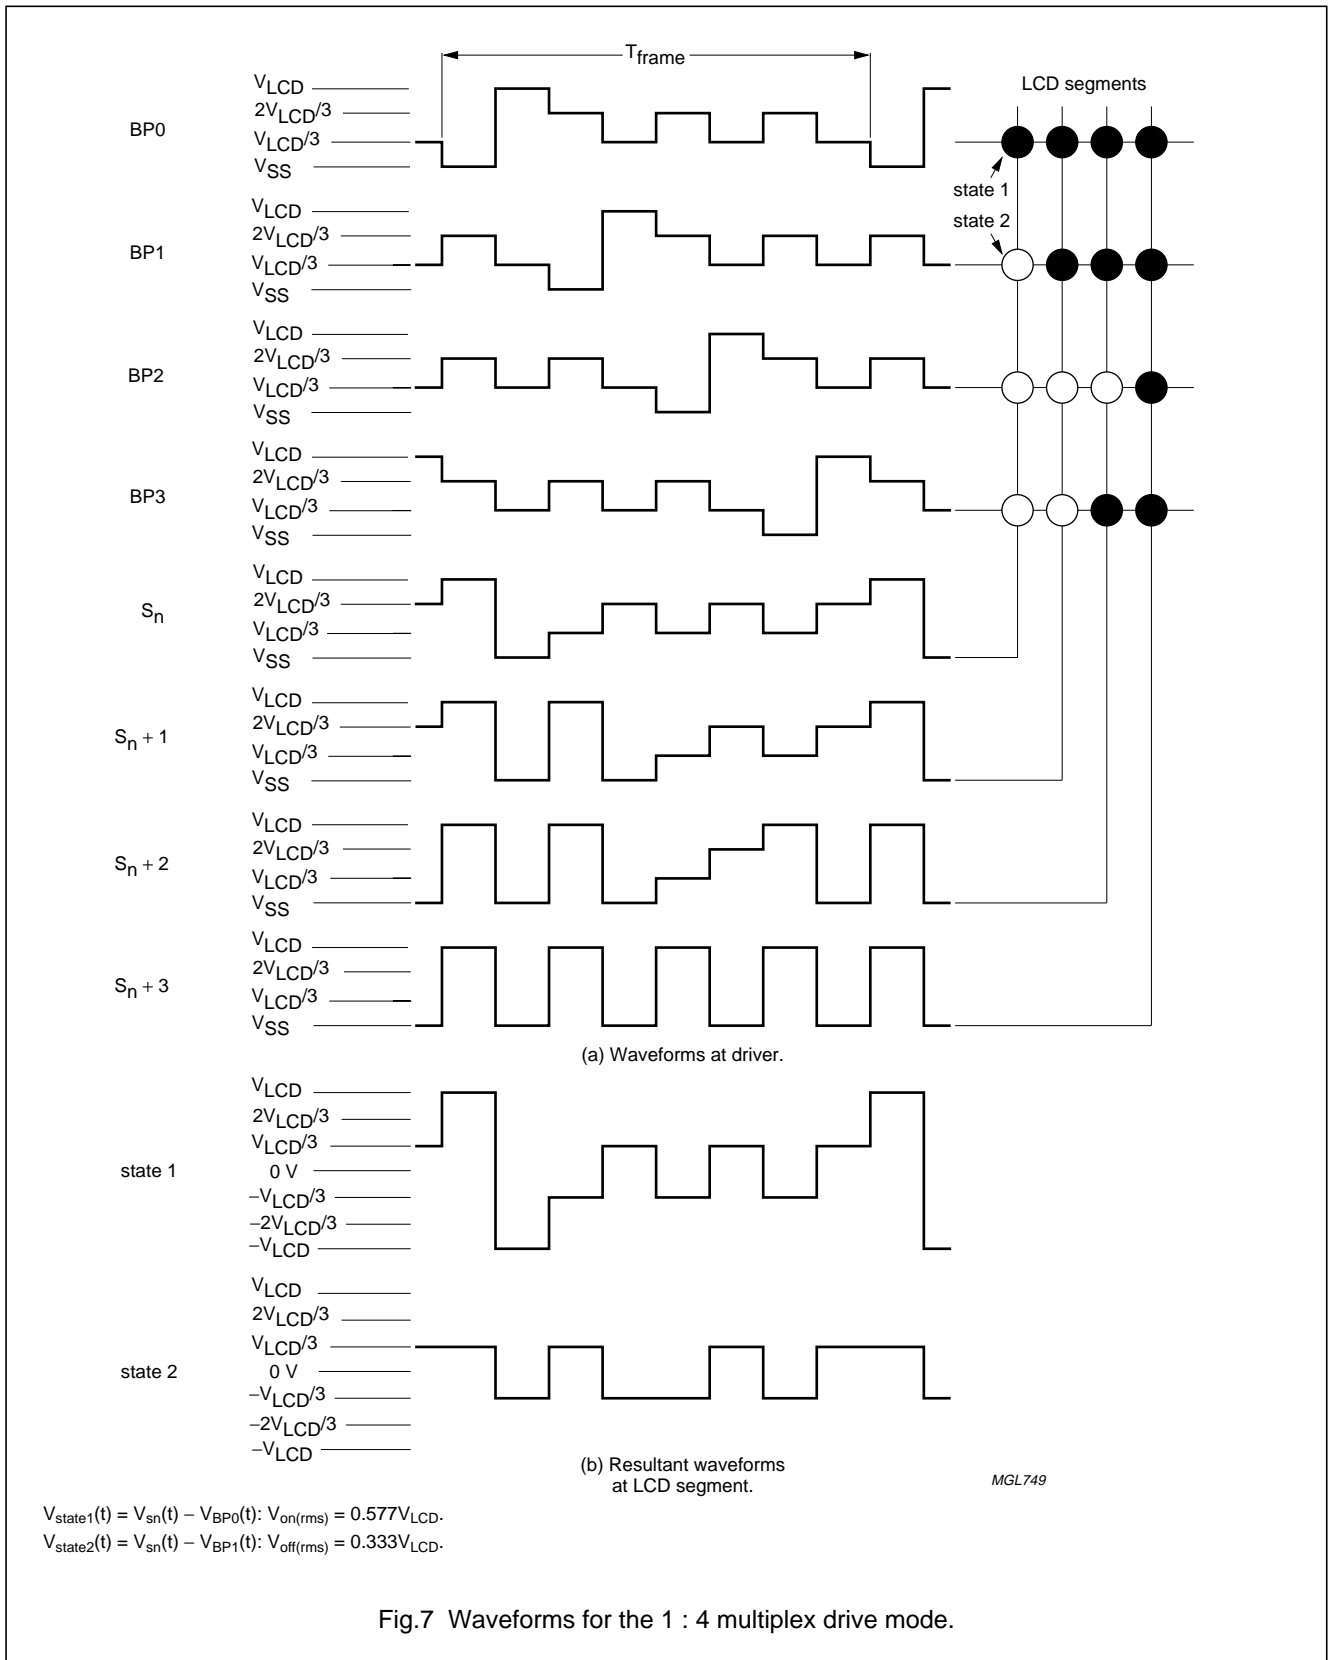 Tframe
LCD segments
BP0
VLCD
2VLCD/3
VLCD/3
VSS
state 1
state 2
BP1
VLCD
2VLCD/3
VLCD/3
VSS
BP2
VLCD
2VLCD/3
VLCD/3
VSS
BP3
VLCD
2VLCD/3
VLCD/3
VSS
Sn
VLCD
2VLCD/3
VLCD/3
VSS
Sn + 1
VLCD
2VLCD/3
VLCD/3
VSS
Sn + 2
VLCD
2VLCD/3
VLCD/3
VSS
Sn + 3
VLCD
2VLCD/3
VLCD/3
VSS
(a) Waveforms at driver.
state 1
VLCD
2VLCD/3
VLCD/3
0 V
−VLCD/3
−2VLCD/3
−VLCD
state 2
VLCD
2VLCD/3
VLCD/3
0 V
−VLCD/3
−2VLCD/3
−VLCD
(b) Resultant waveforms
at LCD segment.
MGL749
Vstate1(t) = Vsn(t) − VBP0(t): Von(rms) = 0.577VLCD.
Vstate2(t) = Vsn(t) − VBP1(t): Voff(rms) = 0.333VLCD.
Fig.7 Waveforms for the 1 : 4 multiplex drive mode.